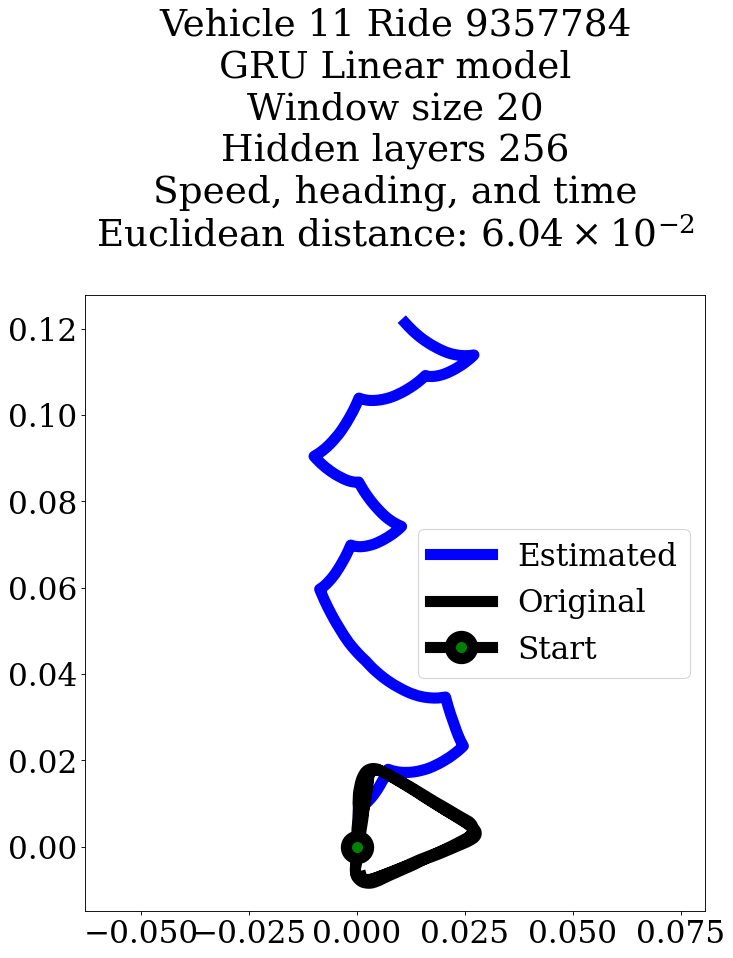 Vehicle 11 Ride 9357784
GRU Linear model
Window size 20
Hidden layers 256
Speed, heading, and time
Euclidean distance: 6.04 × 10⁻²
0.12
0.10
0.08
0.06
0.04
0.02
0.00
Estimated
Original
Start
−0.050 −0.025 0.000 0.025 0.050 0.075